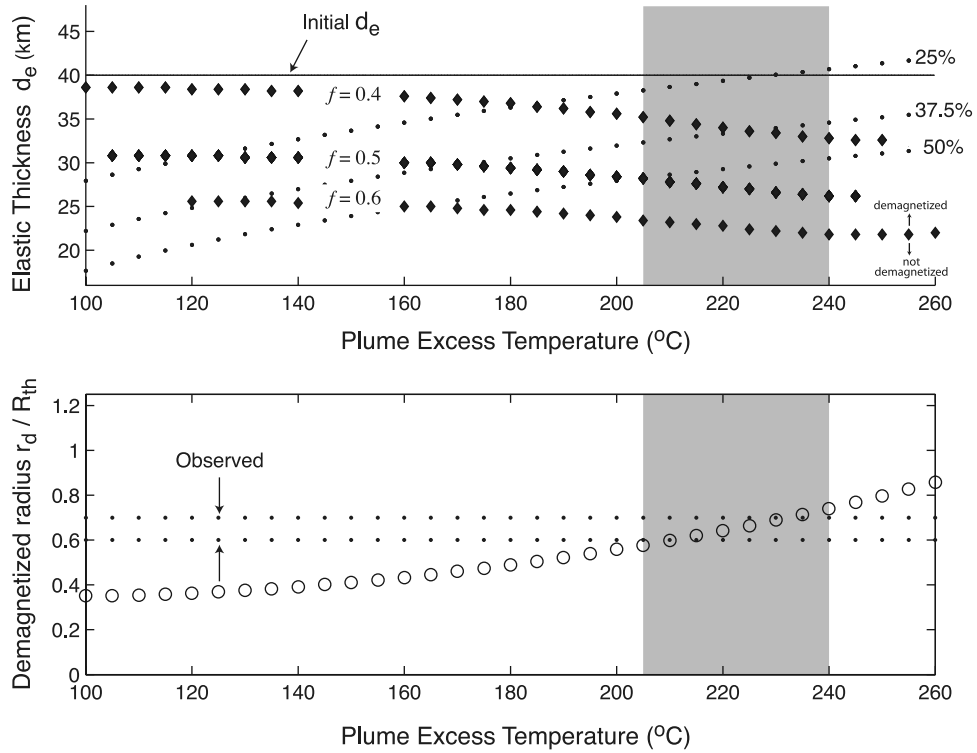 Initial d_e
Elastic Thickness d_e (km)
45
40
35
30
25
20
f = 0.4
f = 0.5
f = 0.6
25%
37.5%
50%
demagnetized
not
demagnetized
100 120 140 160 180 200 220 240 260
Plume Excess Temperature (°C)
Demagnetized radius r_d / R_th
1.2
1
0.8
0.6
0.4
0.2
0
Observed
100 120 140 160 180 200 220 240 260
Plume Excess Temperature (°C)